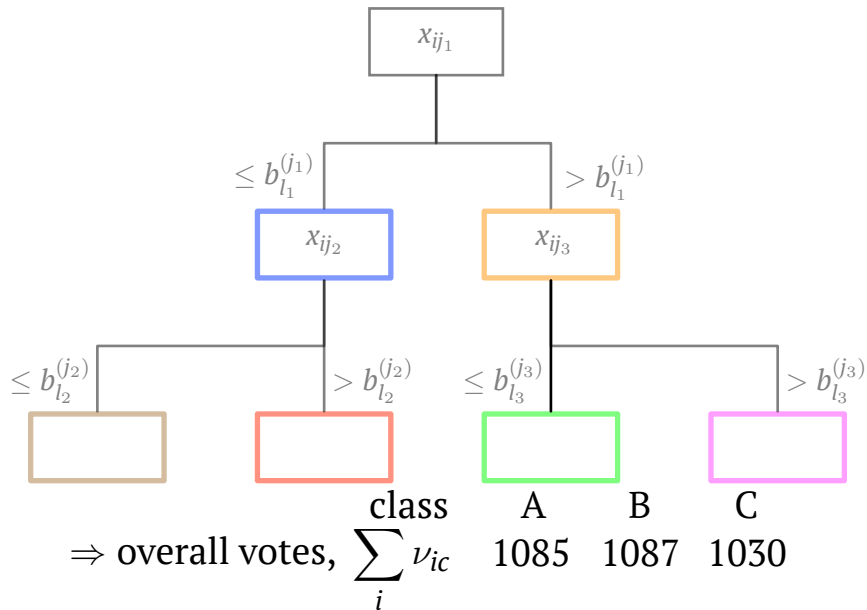 x_{ij_1}
≤ b_{l_1}^{(j_1)} > b_{l_1}^{(j_1)}
x_{ij_2} x_{ij_3}
≤ b_{l_2}^{(j_2)} > b_{l_2}^{(j_2)} ≤ b_{l_3}^{(j_3)} > b_{l_3}^{(j_3)}
class A B C
⇒ overall votes, \sum_i ν_{ic} 1085 1087 1030